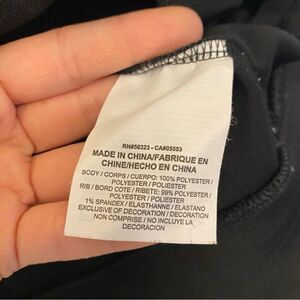 RN#56323 - CA#05553
MADE IN CHINA/FABRIQUE EN
CHINE/HECHO EN CHINA
BODY / CORPS / CUERPO: 100% POLYESTER /
POLYESTER / POLIESTER
RIB / BORD COTE / RIBETE: 99% POLYESTER /
POLYESTER / POLIESTER
1% SPANDEX / ELASTHANNE / ELASTANO
EXCLUSIVE OF DECORATION / DECORATION
NON COMPRISE / NO INCLUYE LA
DECORACION